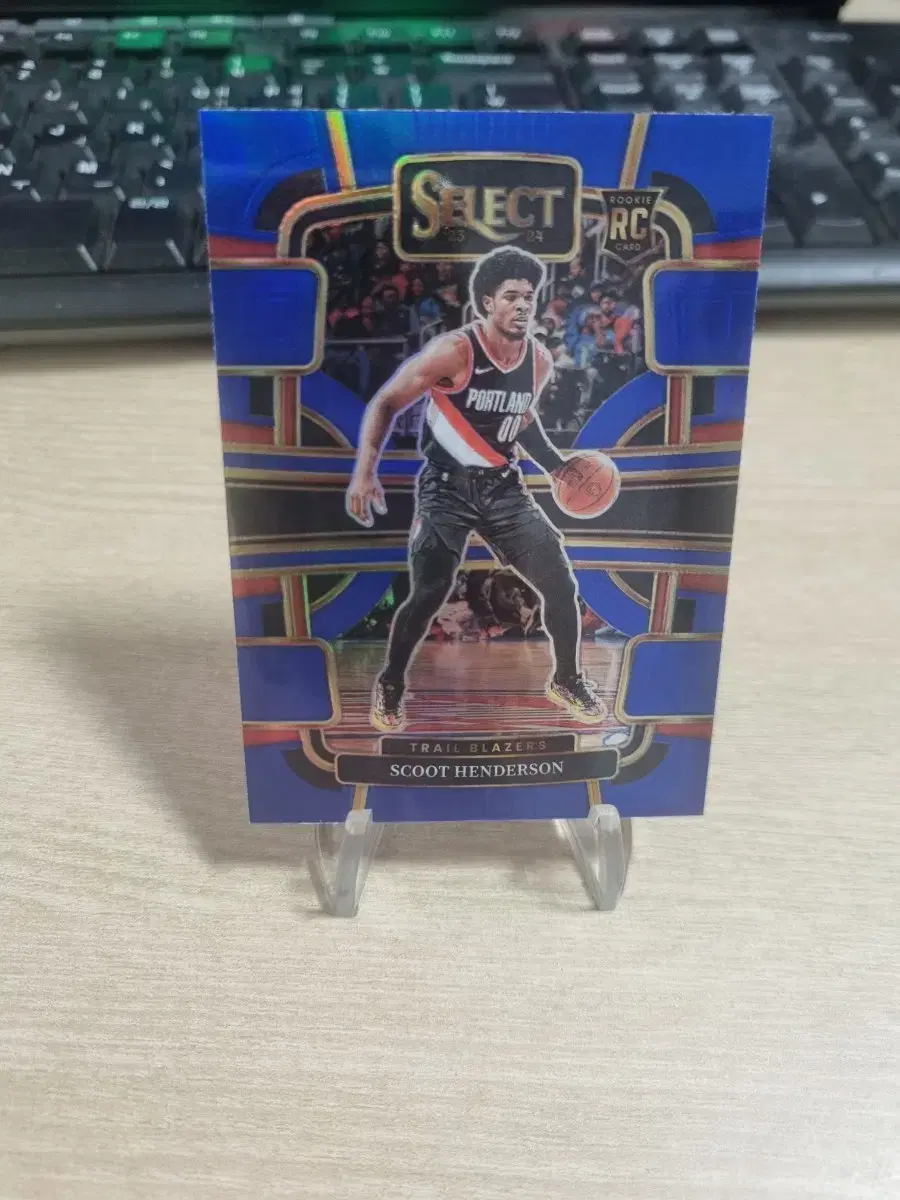 SELECT
23 24
ROOKIE
RC
CARD
PORTLAND
00
TRAIL BLAZERS
SCOOT HENDERSON